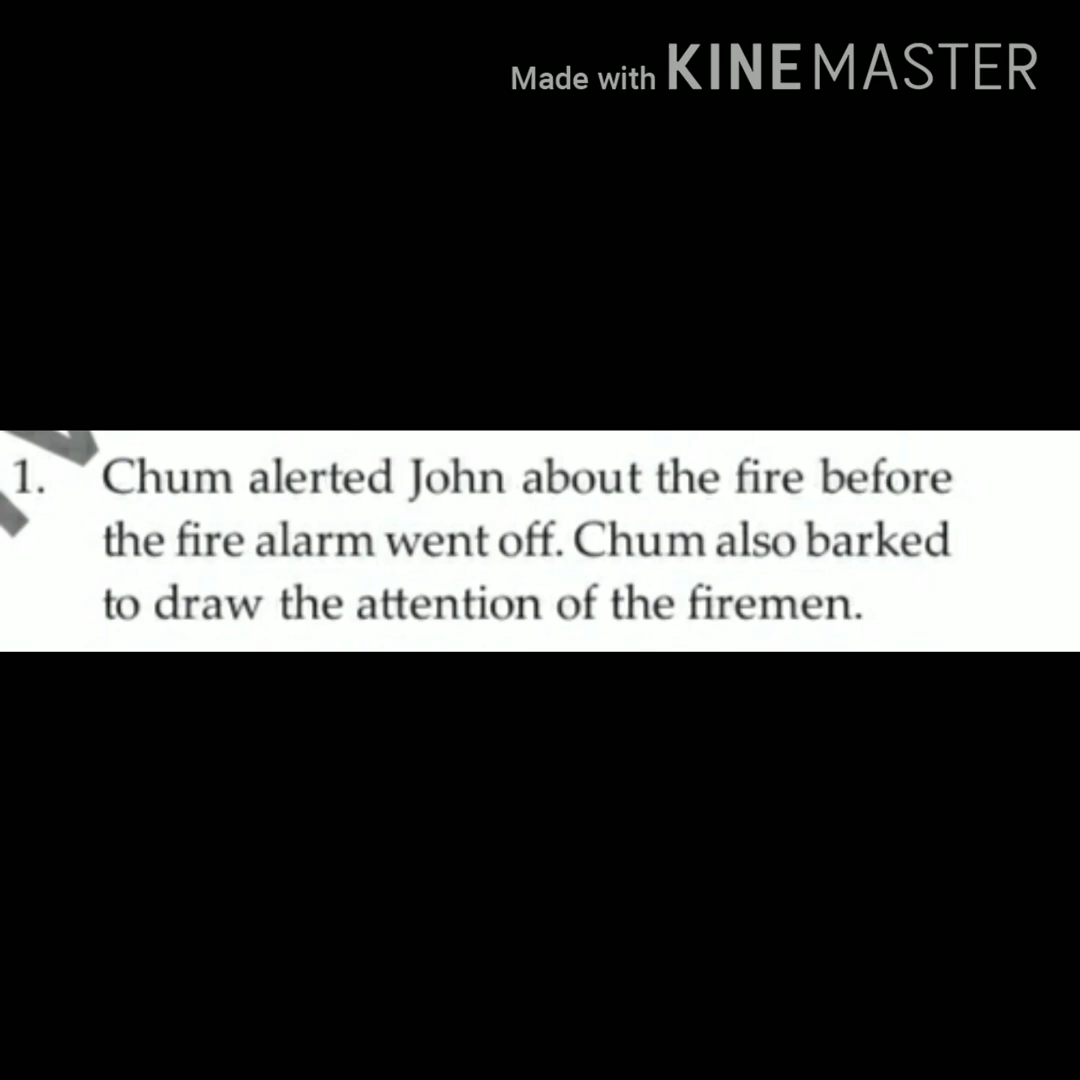 Made with KINEMASTER
1. Chum alerted John about the fire before
the fire alarm went off. Chum also barked
to draw the attention of the firemen.